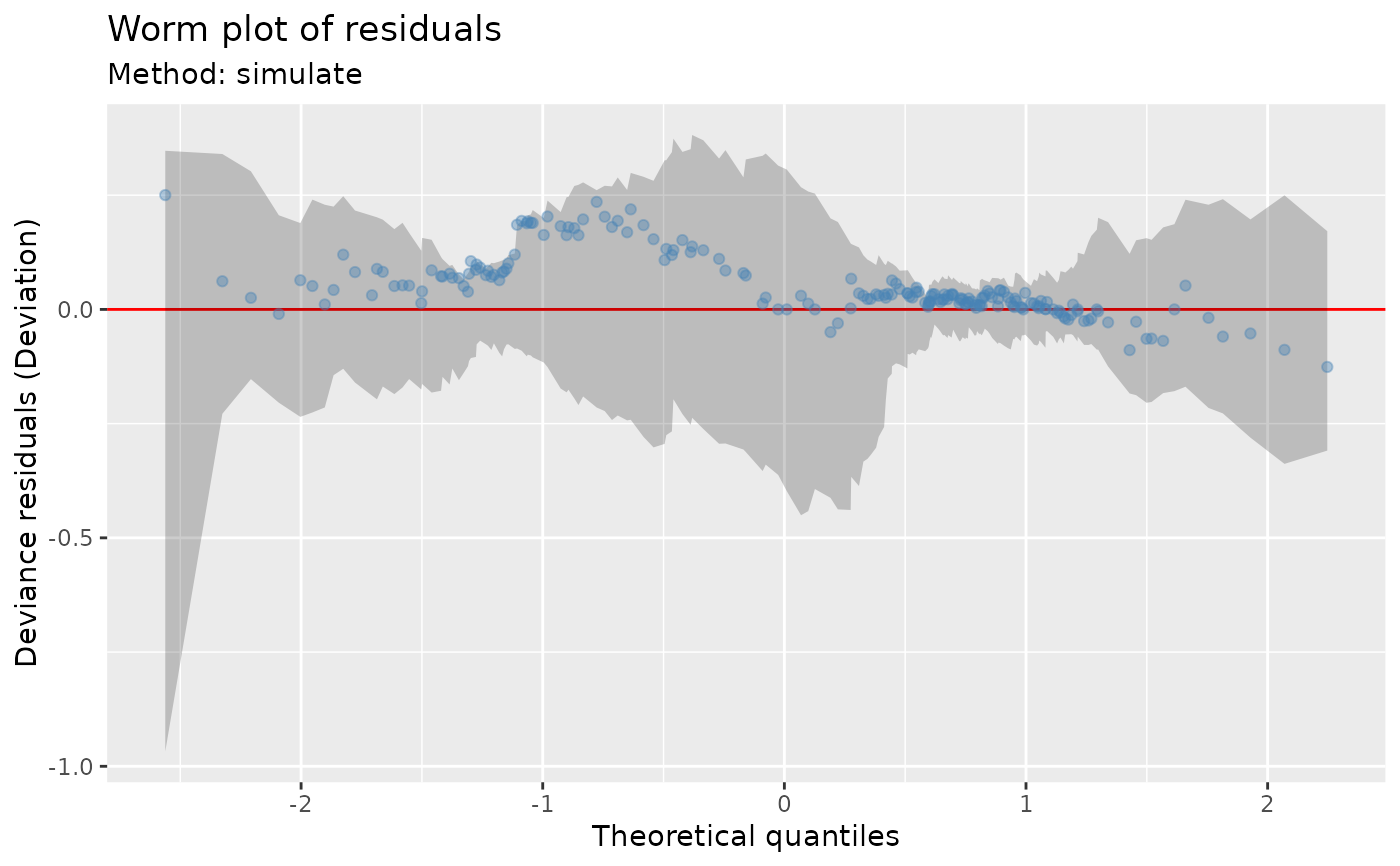 Worm plot of residuals
Method: simulate
Deviance residuals (Deviation)
0.0
-0.5
-1.0
-2
-1
0
1
2
Theoretical quantiles